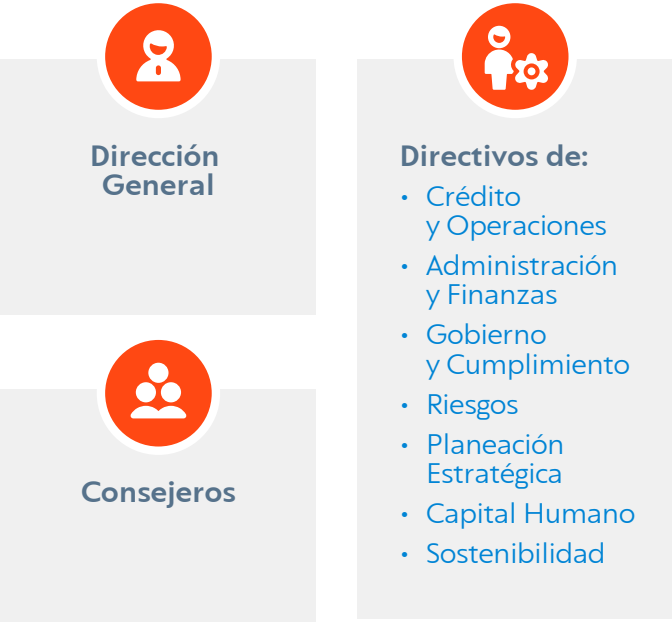 Dirección
General
Consejeros
Directivos de:
• Crédito
y Operaciones
• Administración
y Finanzas
• Gobierno
y Cumplimiento
• Riesgos
• Planeación
Estratégica
• Capital Humano
• Sostenibilidad